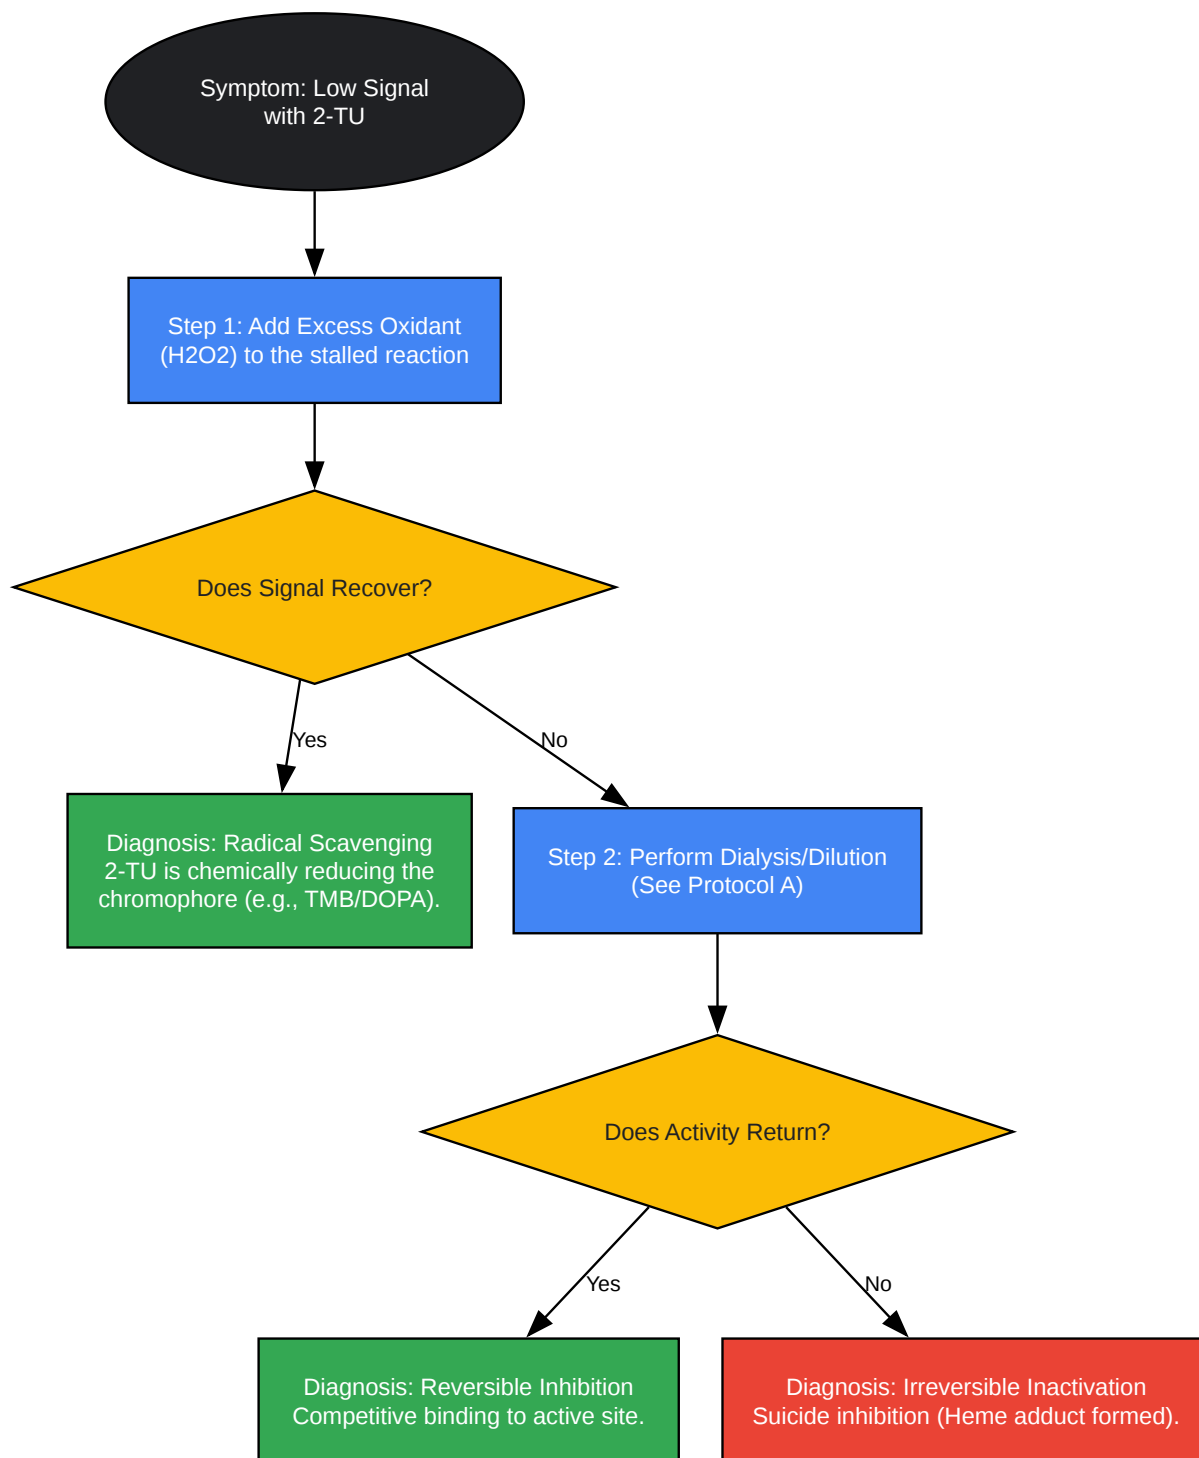 Symptom: Low Signal
with 2-TU
Step 1: Add Excess Oxidant
(H2O2) to the stalled reaction
Does Signal Recover?
Yes
No
Diagnosis: Radical Scavenging
2-TU is chemically reducing the
chromophore (e.g., TMB/DOPA).
Step 2: Perform Dialysis/Dilution
(See Protocol A)
Does Activity Return?
Yes
No
Diagnosis: Reversible Inhibition
Competitive binding to active site.
Diagnosis: Irreversible Inactivation
Suicide inhibition (Heme adduct formed).